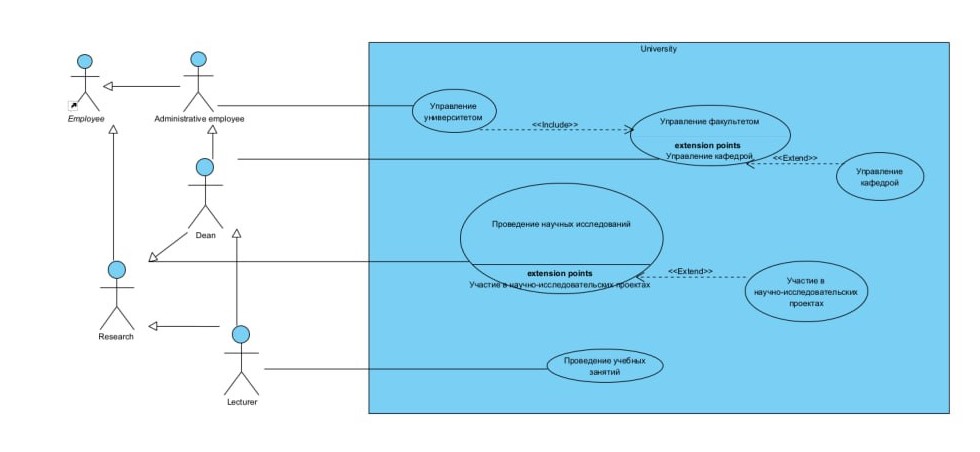 University
Employee
Administrative employee
Управление
университетом
<<Include>>
Управление факультетом
extension points
Управление кафедрой
<<Extend>>
Управление
кафедрой
Dean
Проведение научных исследований
extension points
Участие в научно-исследовательских проектах
<<Extend>>
Участие в
научно-исследовательских
проектах
Research
Проведение учебных
занятий
Lecturer